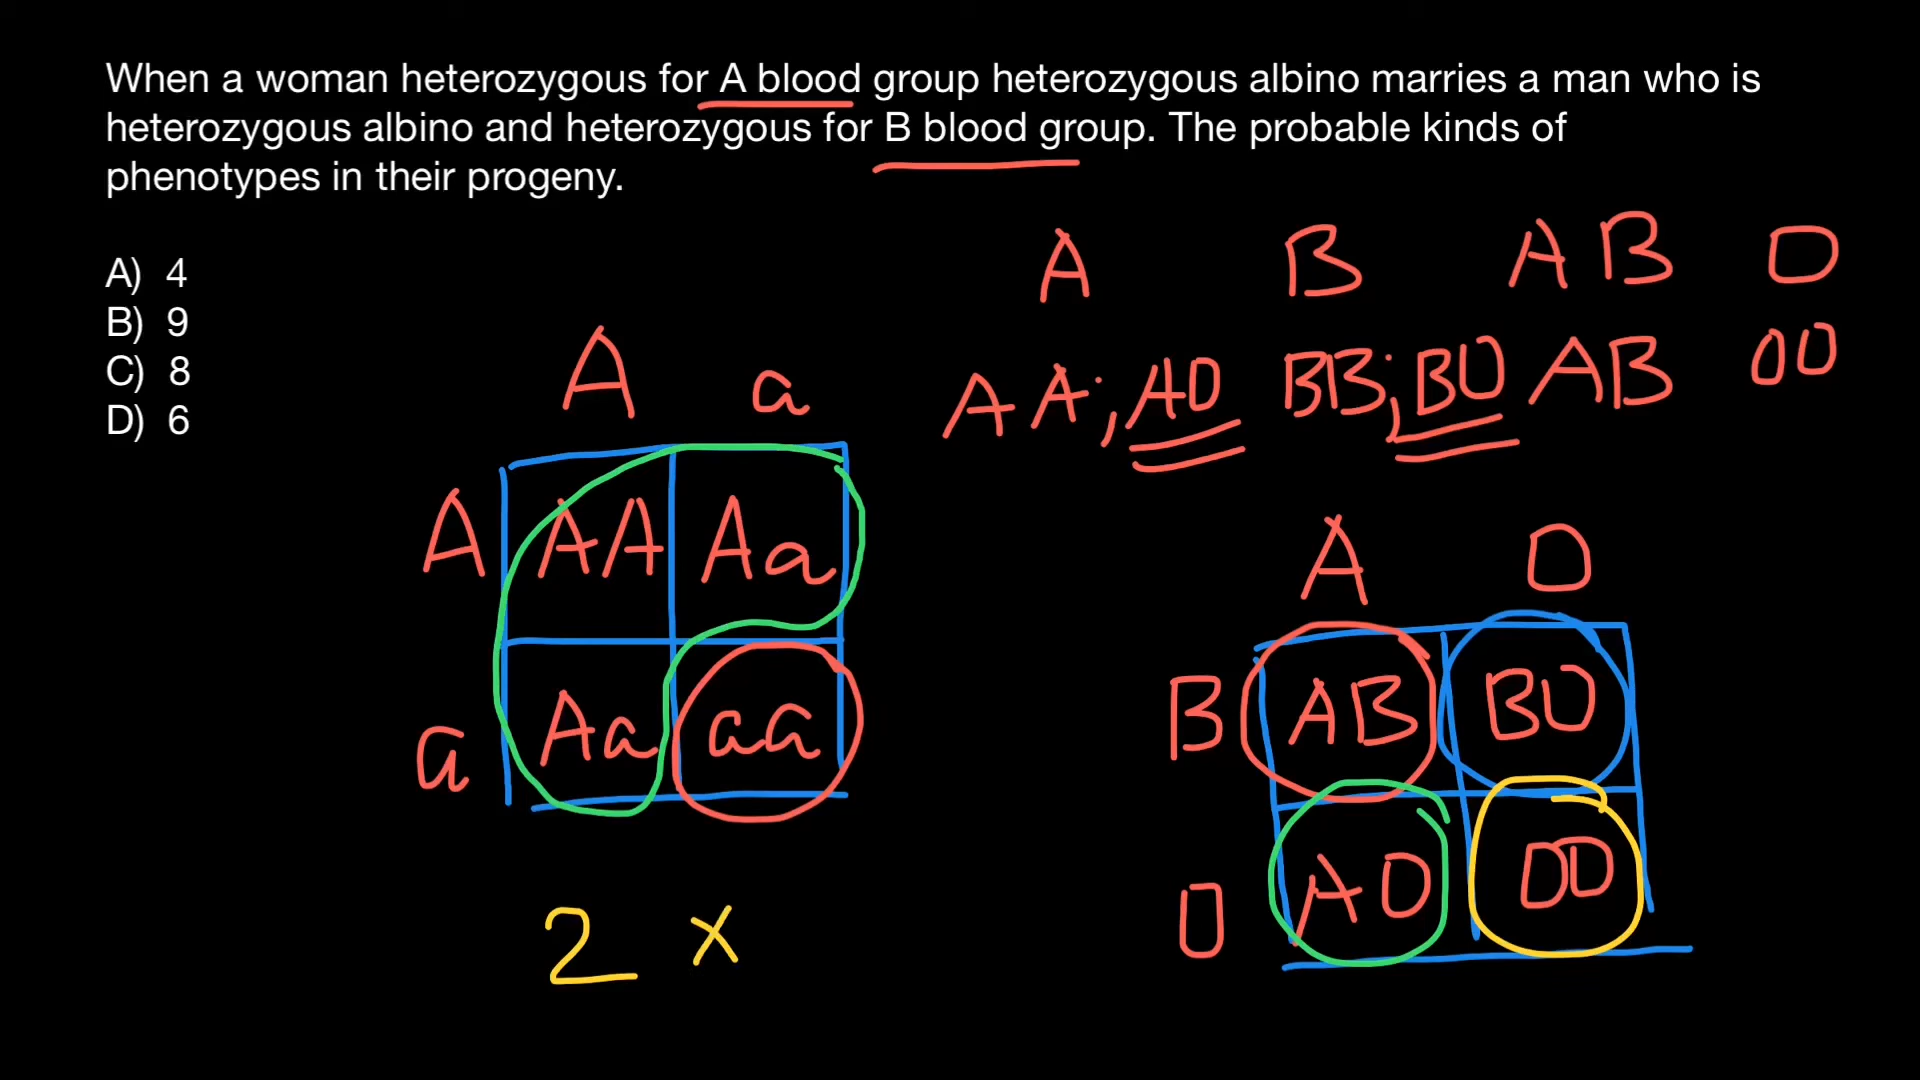 When a woman heterozygous for A blood group heterozygous albino marries a man who is
heterozygous albino and heterozygous for B blood group. The probable kinds of
phenotypes in their progeny.
A) 4
B) 9
C) 8
D) 6
A B AB O
AA; AO BB; BO AB OO
A a
A AA Aa
a Aa aa
A O
B AB BO
O AO OO
2 x